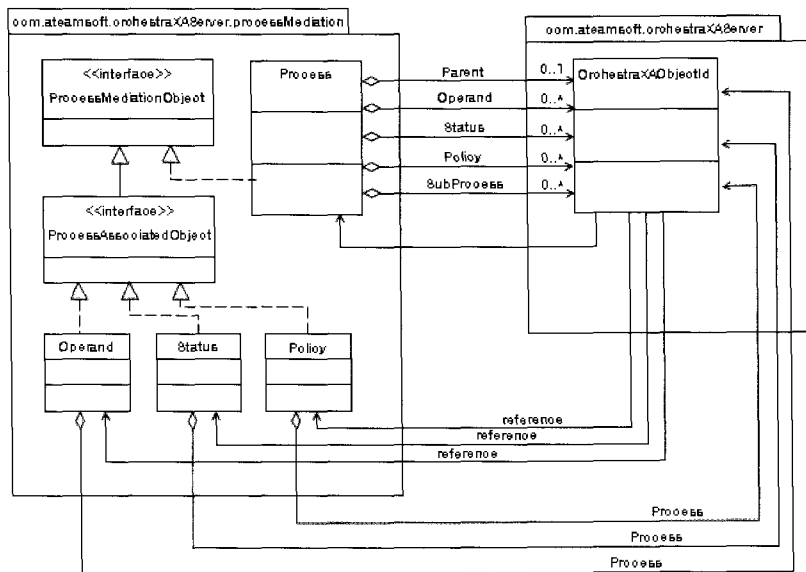 com.ateamsoft.orchestraXAServer.processMediation
com.ateamsoft.orchestraXAServer
<<interface>>
ProcessMediationObject
Process
Parent
0..1
OrchestraXAObjectId
Operand
0..*
Status
0..*
Policy
0..*
SubProcess
0..*
<<interface>>
ProcessAssociatedObject
Operand
Status
Policy
reference
reference
reference
Process
Process
Process